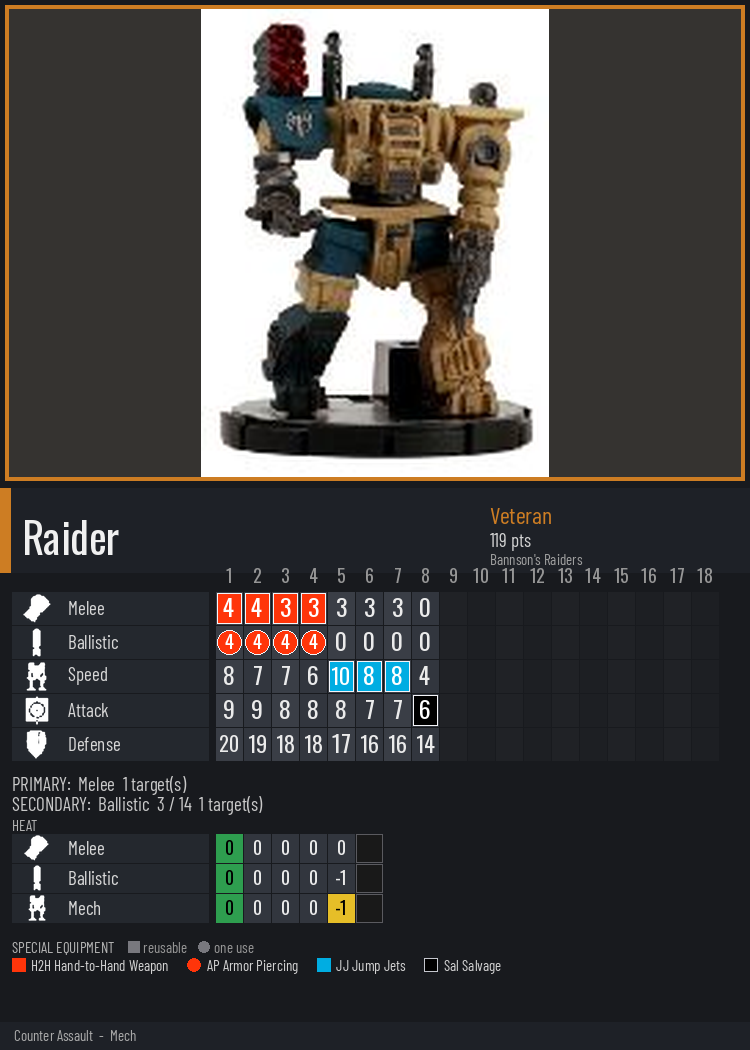 Raider
Veteran
119 pts
Bannson's Raiders
1 2 3 4 5 6 7 8 9 10 11 12 13 14 15 16 17 18
Melee 4 4 3 3 3 3 3 0
Ballistic 4 4 4 4 0 0 0 0
Speed 8 7 7 6 10 8 8 4
Attack 9 9 8 8 8 7 7 6
Defense 20 19 18 18 17 16 16 14
PRIMARY: Melee 1 target(s)
SECONDARY: Ballistic 3 / 14 1 target(s)
HEAT
Melee 0 0 0 0 0
Ballistic 0 0 0 0 -1
Mech 0 0 0 0 -1
SPECIAL EQUIPMENT reusable one use
H2H Hand-to-Hand Weapon AP Armor Piercing JJ Jump Jets Sal Salvage
Counter Assault - Mech